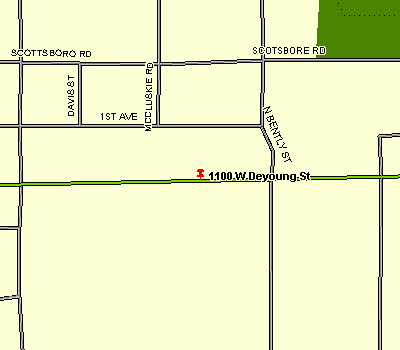 SCOTTSBORO RD
SCOTSBORE RD
DAVIS ST
MCCLUSKIE RD
1ST AVE
N BENTLY ST
1100 W Deyoung St